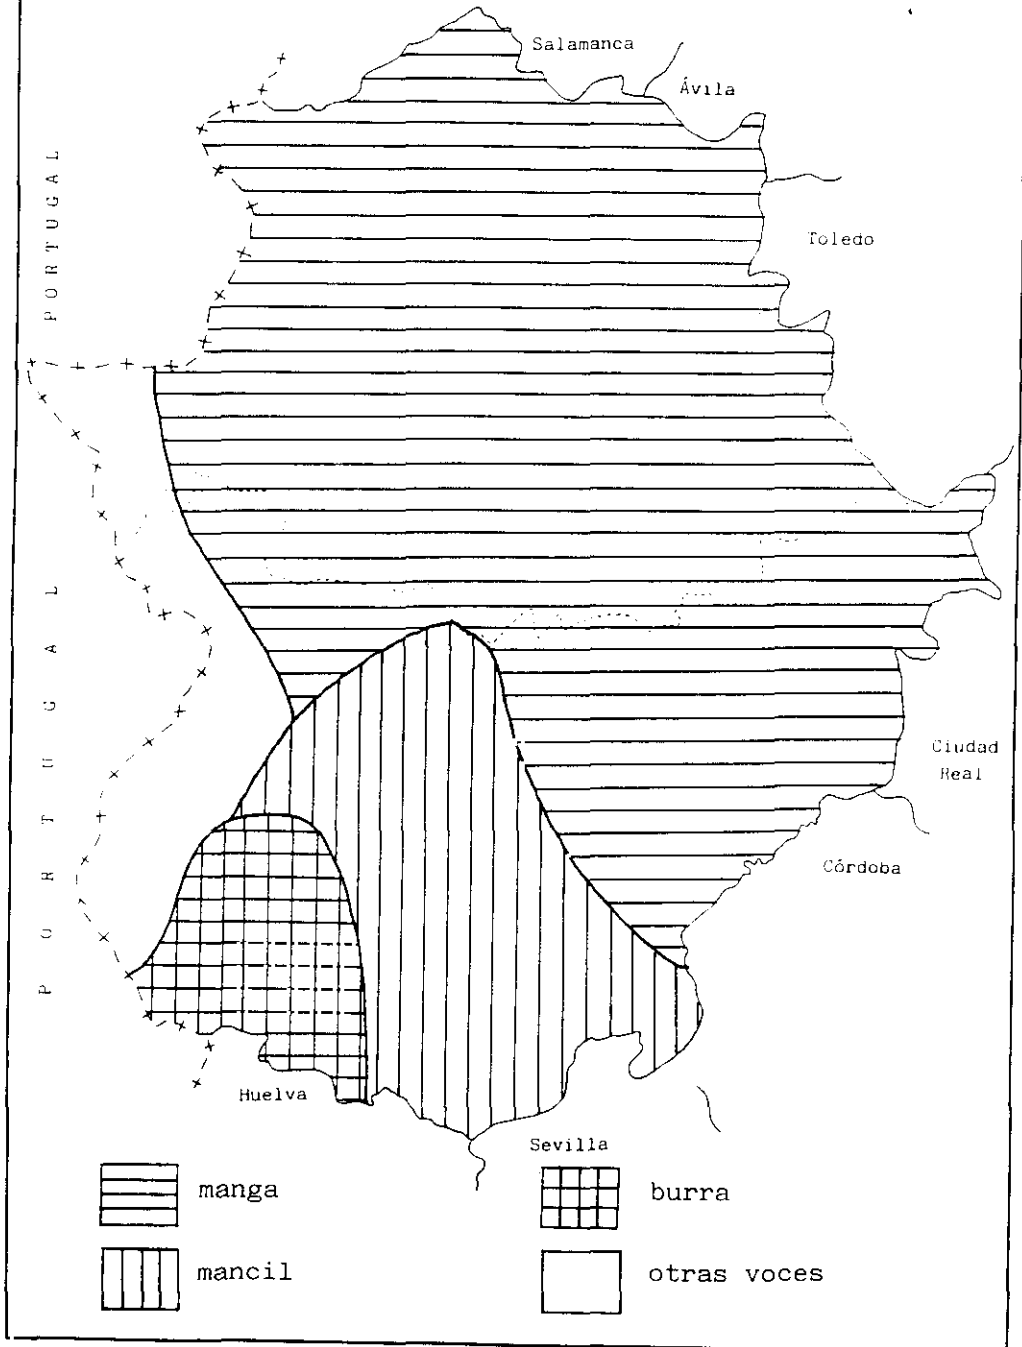 Salamanca
Ávila
PORTUGAL
Toledo
PORTUGAL
Ciudad
Real
Córdoba
Huelva
Sevilla
manga
burra
mancil
otras voces